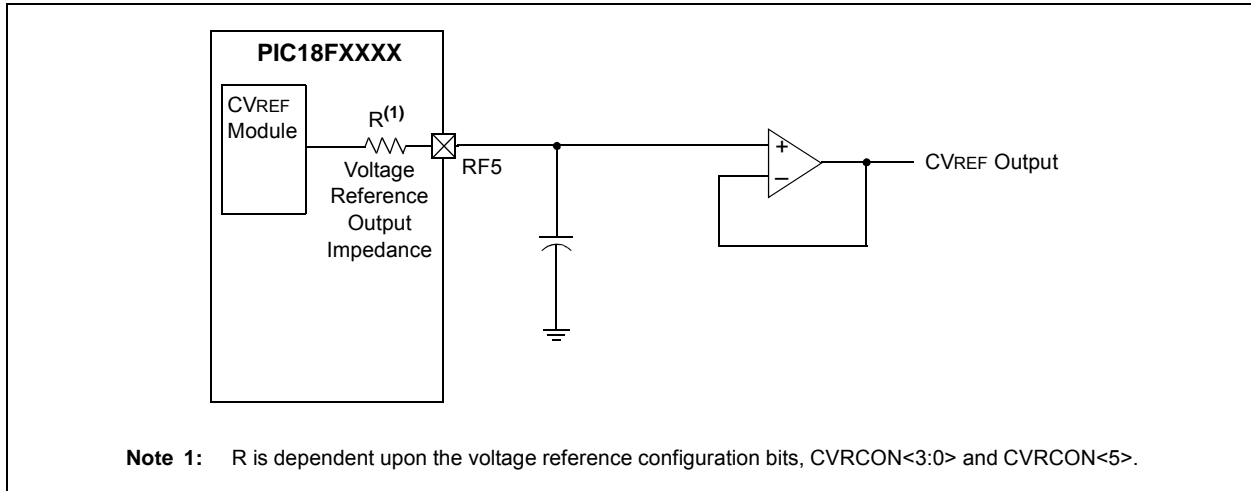 PIC18FXXXX
CVREF
Module
R(1)
Voltage
Reference
Output
Impedance
RF5
+
–
CVREF Output
Note 1: R is dependent upon the voltage reference configuration bits, CVRCON<3:0> and CVRCON<5>.